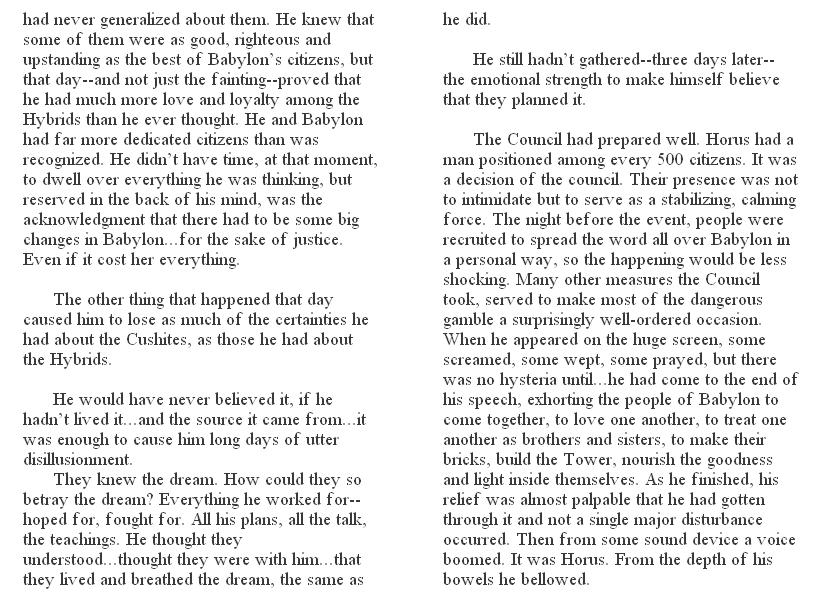 had never generalized about them. He knew that
some of them were as good, righteous and
upstanding as the best of Babylon's citizens, but
that day--and not just the fainting--proved that
he had much more love and loyalty among the
Hybrids than he ever thought. He and Babylon
had far more dedicated citizens than was
recognized. He didn't have time, at that moment,
to dwell over everything he was thinking, but
reserved in the back of his mind, was the
acknowledgment that there had to be some big
changes in Babylon...for the sake of justice.
Even if it cost her everything.
The other thing that happened that day
caused him to lose as much of the certainties he
had about the Cushites, as those he had about
the Hybrids.
He would have never believed it, if he
hadn't lived it...and the source it came from...it
was enough to cause him long days of utter
disillusionment.
They knew the dream. How could they so
betray the dream? Everything he worked for--
hoped for, fought for. All his plans, all the talk,
the teachings. He thought they
understood...thought they were with him...that
they lived and breathed the dream, the same as
he did.
He still hadn't gathered--three days later--
the emotional strength to make himself believe
that they planned it.
The Council had prepared well. Horus had a
man positioned among every 500 citizens. It was
a decision of the council. Their presence was not
to intimidate but to serve as a stabilizing, calming
force. The night before the event, people were
recruited to spread the word all over Babylon in
a personal way, so the happening would be less
shocking. Many other measures the Council
took, served to make most of the dangerous
gamble a surprisingly well-ordered occasion.
When he appeared on the huge screen, some
screamed, some wept, some prayed, but there
was no hysteria until...he had come to the end of
his speech, exhorting the people of Babylon to
come together, to love one another, to treat one
another as brothers and sisters, to make their
bricks, build the Tower, nourish the goodness
and light inside themselves. As he finished, his
relief was almost palpable that he had gotten
through it and not a single major disturbance
occurred. Then from some sound device a voice
boomed. It was Horus. From the depth of his
bowels he bellowed.